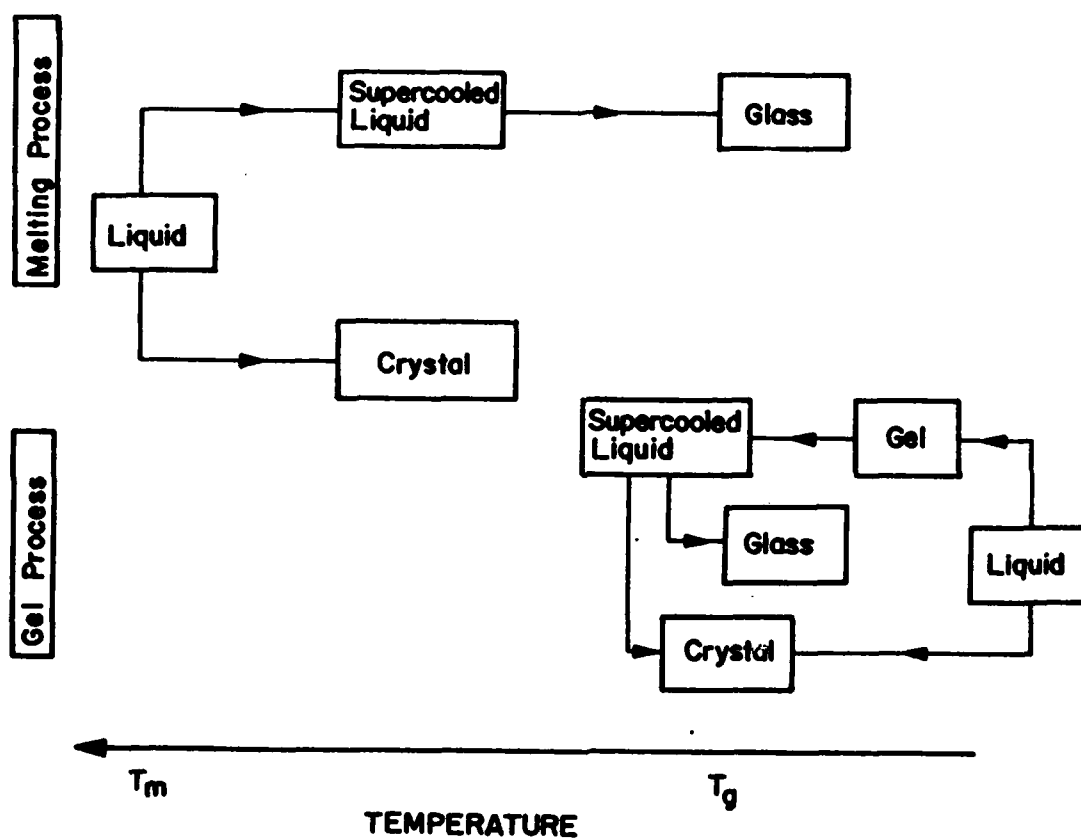 Melting Process
Supercooled
Liquid
Glass
Liquid
Crystal
Gel Process
Supercooled
Liquid
Gel
Glass
Liquid
Crystal
Tm
Tg
TEMPERATURE